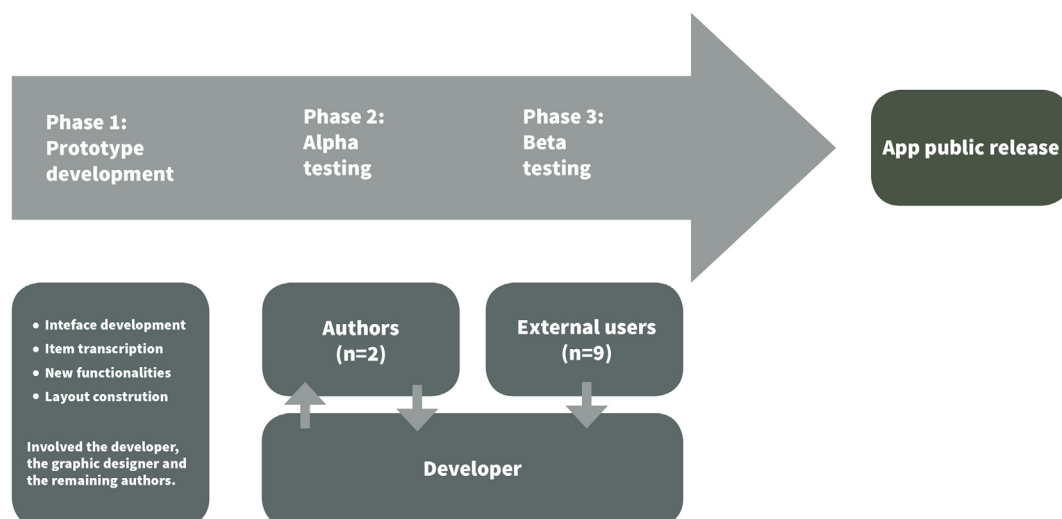 Phase 1:
Prototype
development
Phase 2:
Alpha
testing
Phase 3:
Beta
testing
App public release
• Inteface development
• Item transcription
• New functionalities
• Layout constrution
Involved the developer,
the graphic designer and
the remaining authors.
Authors
(n=2)
External users
(n=9)
Developer